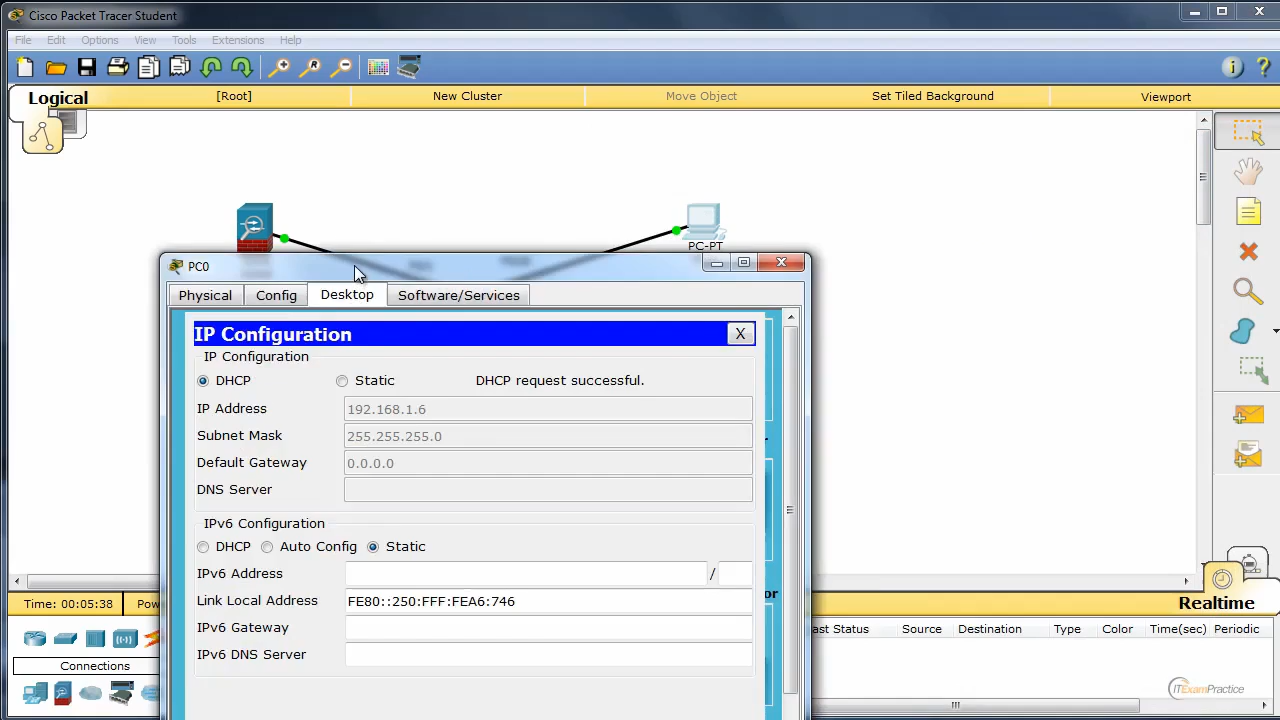 Cisco Packet Tracer Student
File Edit Options View Tools Extensions Help
Logical [Root] New Cluster Move Object Set Tiled Background Viewport
PC-PT
PC0
Physical Config Desktop Software/Services
IP Configuration X
IP Configuration
DHCP Static DHCP request successful.
IP Address 192.168.1.6
Subnet Mask 255.255.255.0
Default Gateway 0.0.0.0
DNS Server
IPv6 Configuration
DHCP Auto Config Static
IPv6 Address /
Link Local Address FE80::250:FFF:FEA6:746
IPv6 Gateway
IPv6 DNS Server
or
Time: 00:05:38 Pow
Realtime
ast Status Source Destination Type Color Time(sec) Periodic
Connections
ITExamPractice